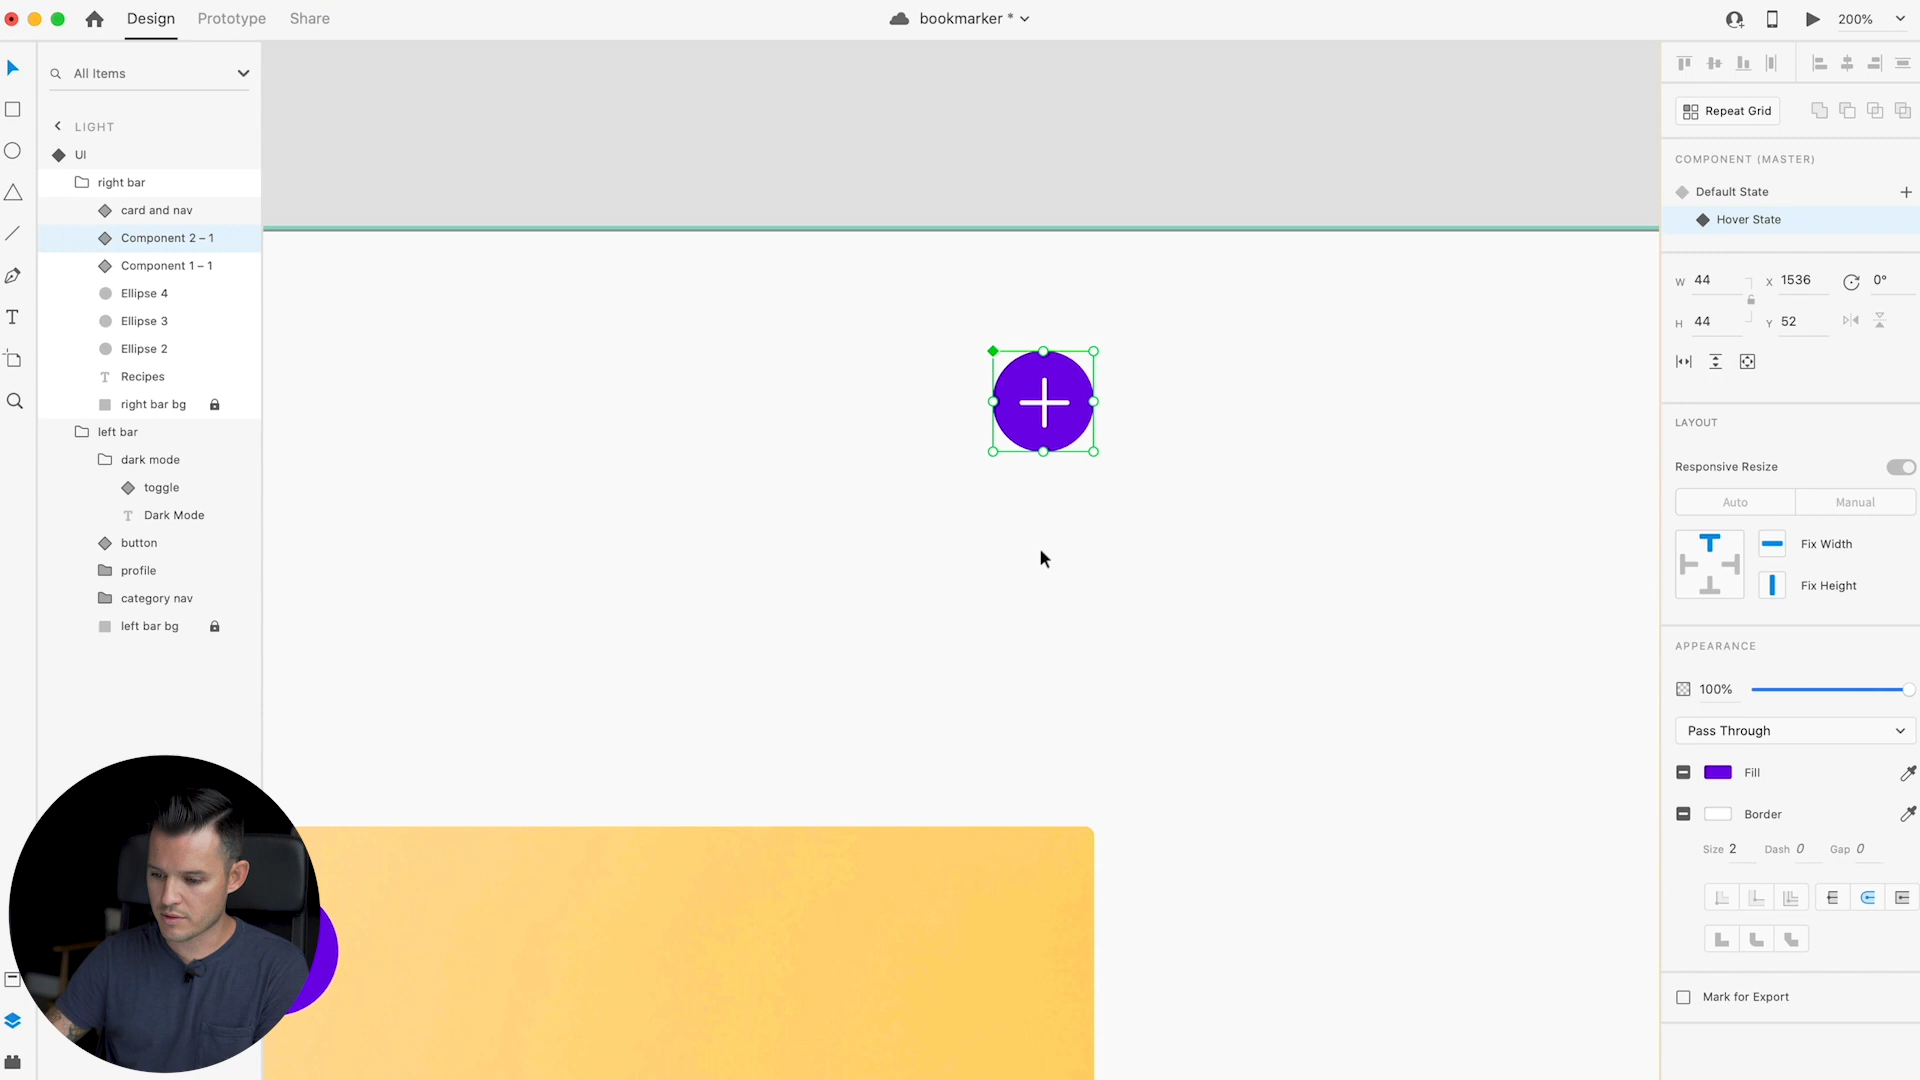 Design
Prototype
Share
bookmarker *
200%
All Items
LIGHT
UI
right bar
card and nav
Component 2 – 1
Component 1 – 1
Ellipse 4
Ellipse 3
Ellipse 2
Recipes
right bar bg
left bar
dark mode
toggle
Dark Mode
button
profile
category nav
left bar bg
Repeat Grid
COMPONENT (MASTER)
Default State
Hover State
W 44
X 1536
0°
H 44
Y 52
LAYOUT
Responsive Resize
Auto
Manual
Fix Width
Fix Height
APPEARANCE
100%
Pass Through
Fill
Border
Size 2
Dash 0
Gap 0
Mark for Export